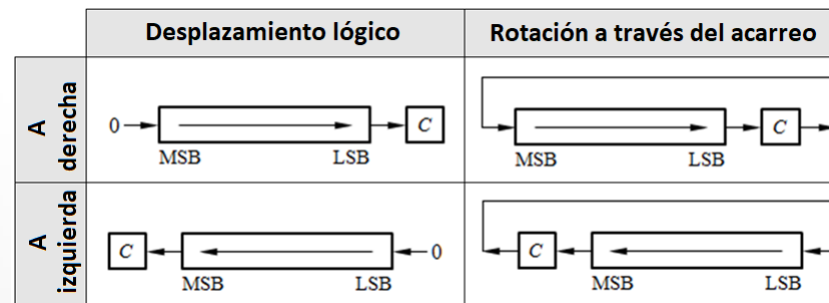 Desplazamiento lógico
Rotación a través del acarreo
A
derecha
0
C
MSB
LSB
C
MSB
LSB
A
izquierda
C
0
MSB
LSB
C
MSB
LSB